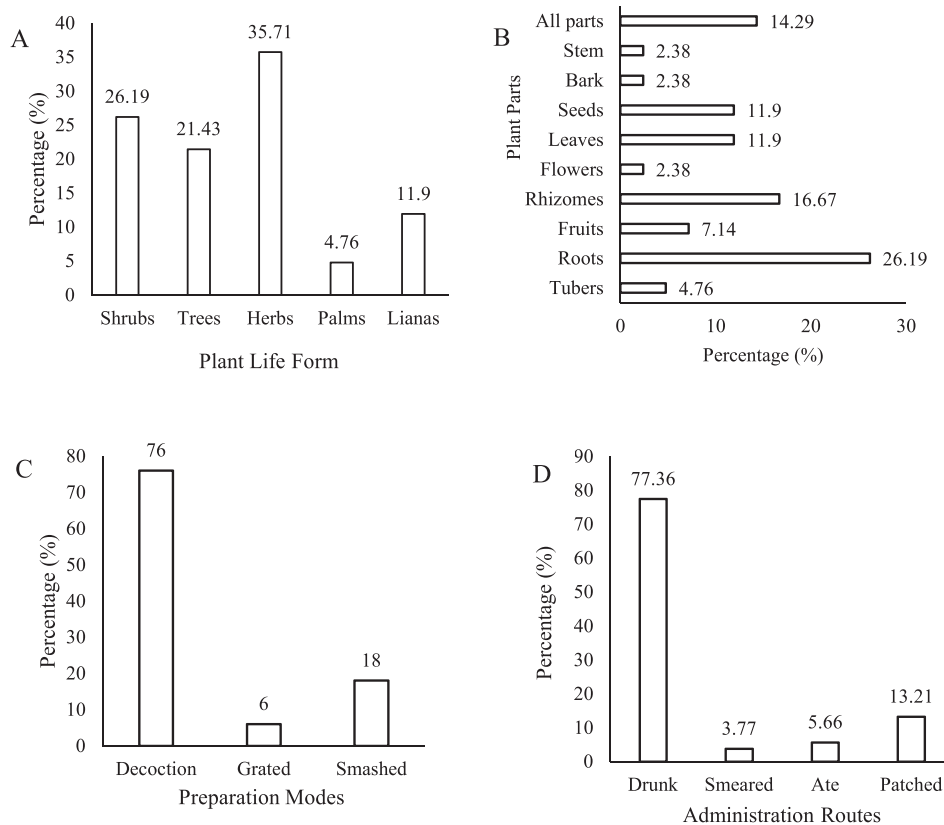 A
Percentage (%)
40
35
30
25
20
15
10
5
0
26.19
21.43
35.71
4.76
11.9
Shrubs Trees Herbs Palms Lianas
Plant Life Form
B
Plant Parts
All parts 14.29
Stem 2.38
Bark 2.38
Seeds 11.9
Leaves 11.9
Flowers 2.38
Rhizomes 16.67
Fruits 7.14
Roots 26.19
Tubers 4.76
0 10 20 30
Percentage (%)
C
Percentage (%)
80
70
60
50
40
30
20
10
0
76
6
18
Decoction Grated Smashed
Preparation Modes
D
Percentage (%)
90
80
70
60
50
40
30
20
10
0
77.36
3.77
5.66
13.21
Drunk Smeared Ate Patched
Administration Routes